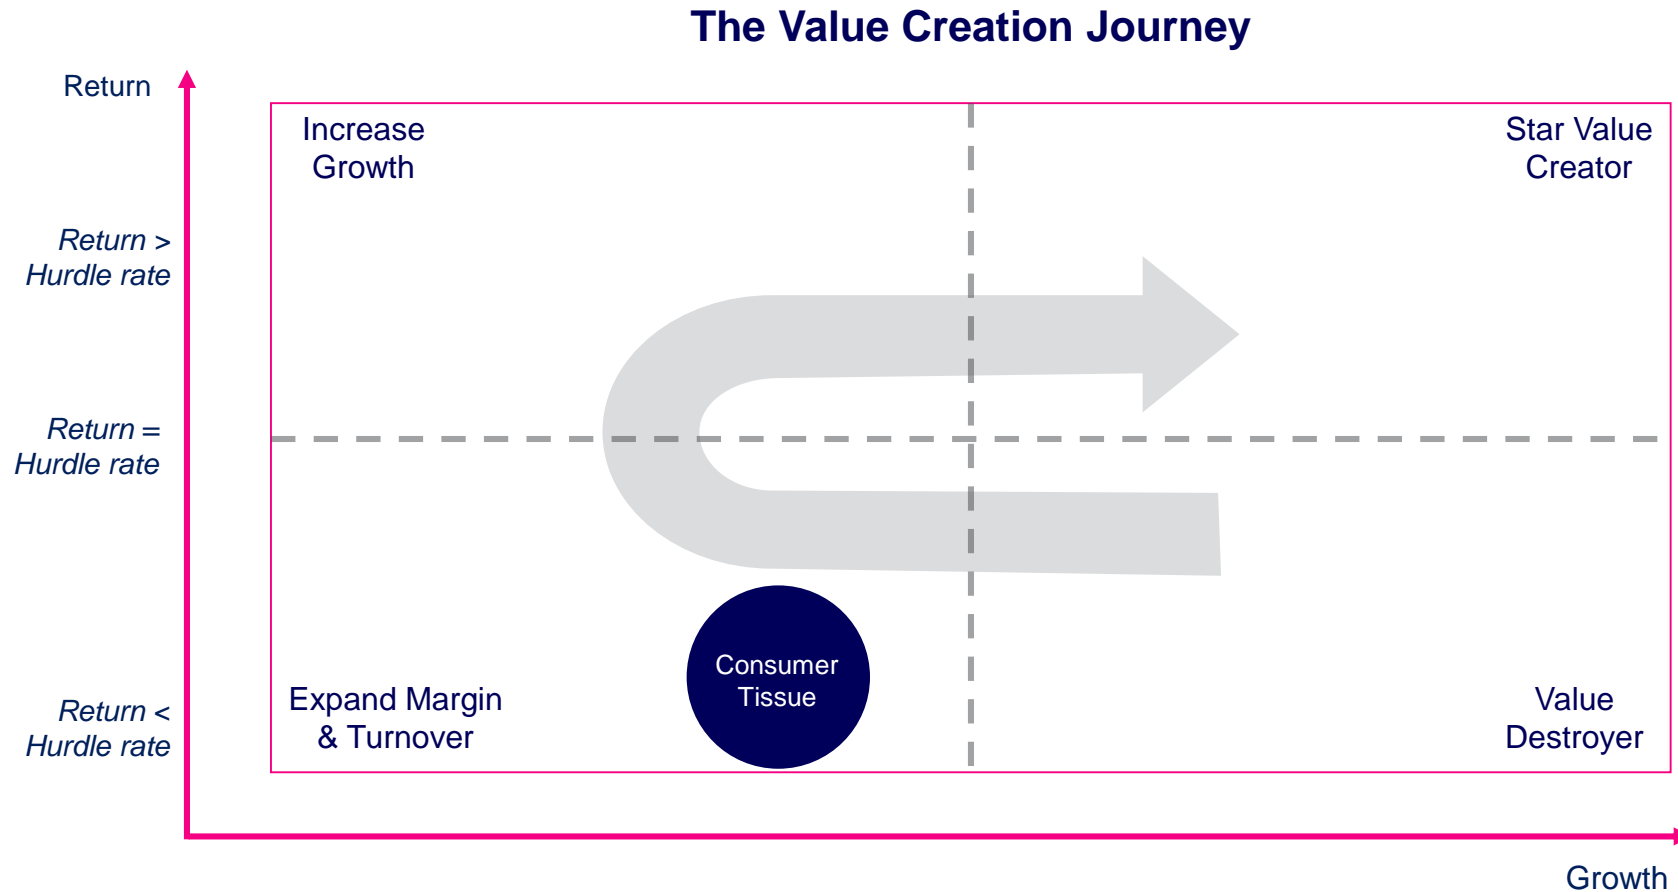 The Value Creation Journey
Return
Increase
Growth
Star Value
Creator
Return >
Hurdle rate
Return =
Hurdle rate
Consumer
Tissue
Expand Margin
& Turnover
Value
Destroyer
Return <
Hurdle rate
Growth